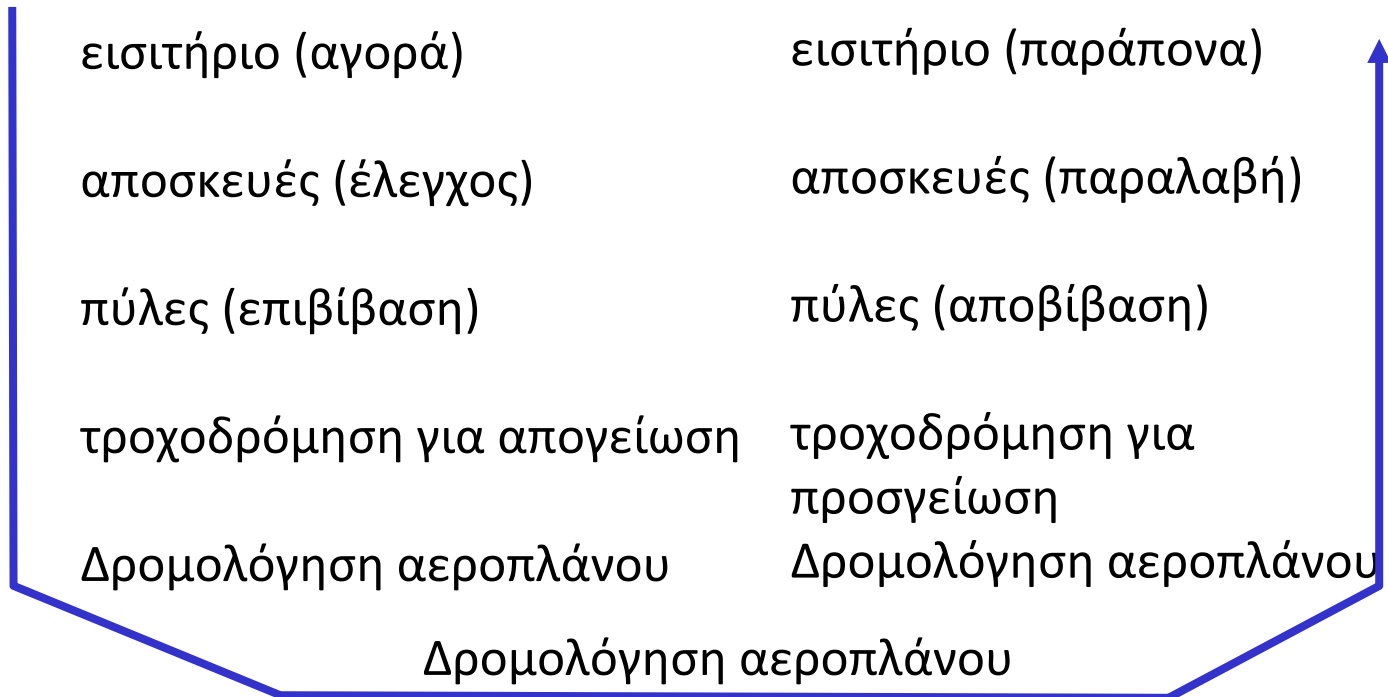 εισιτήριο (αγορά)
αποσκευές (έλεγχος)
πύλες (επιβίβαση)
τροχοδρόμηση για απογείωση
Δρομολόγηση αεροπλάνου
εισιτήριο (παράπονα)
αποσκευές (παραλαβή)
πύλες (αποβίβαση)
τροχοδρόμηση για
προσγείωση
Δρομολόγηση αεροπλάνου
Δρομολόγηση αεροπλάνου